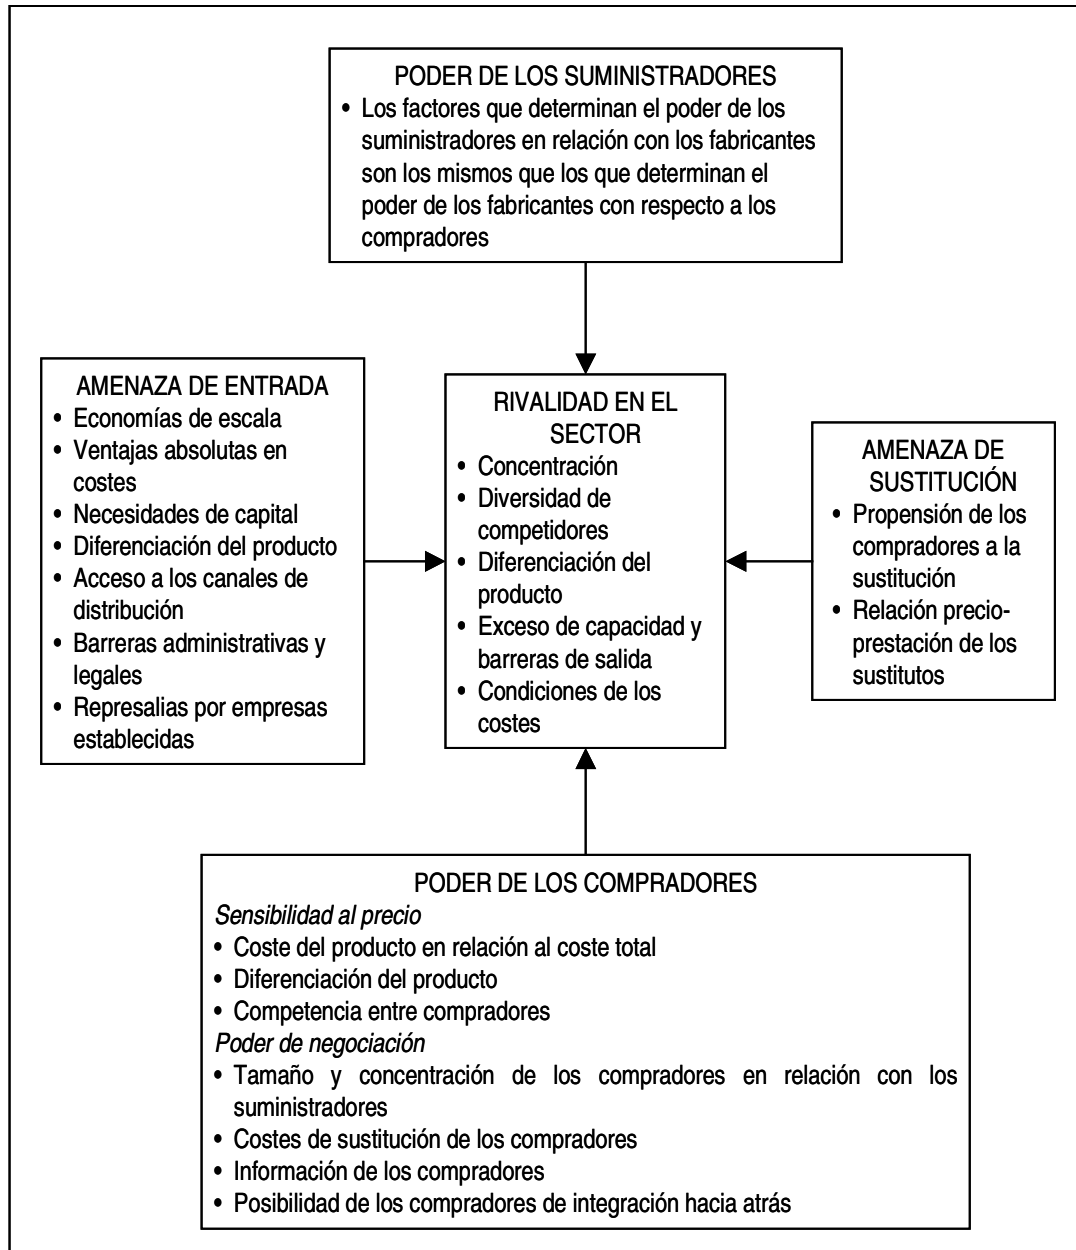 PODER DE LOS SUMINISTRADORES
• Los factores que determinan el poder de los
suministradores en relación con los fabricantes
son los mismos que los que determinan el
poder de los fabricantes con respecto a los
compradores
AMENAZA DE ENTRADA
• Economías de escala
• Ventajas absolutas en
costes
• Necesidades de capital
• Diferenciación del producto
• Acceso a los canales de
distribución
• Barreras administrativas y
legales
• Represalias por empresas
establecidas
RIVALIDAD EN EL
SECTOR
• Concentración
• Diversidad de
competidores
• Diferenciación del
producto
• Exceso de capacidad y
barreras de salida
• Condiciones de los
costes
AMENAZA DE
SUSTITUCIÓN
• Propensión de los
compradores a la
sustitución
• Relación precio-
prestación de los
sustitutos
PODER DE LOS COMPRADORES
Sensibilidad al precio
• Coste del producto en relación al coste total
• Diferenciación del producto
• Competencia entre compradores
Poder de negociación
• Tamaño y concentración de los compradores en relación con los
suministradores
• Costes de sustitución de los compradores
• Información de los compradores
• Posibilidad de los compradores de integración hacia atrás